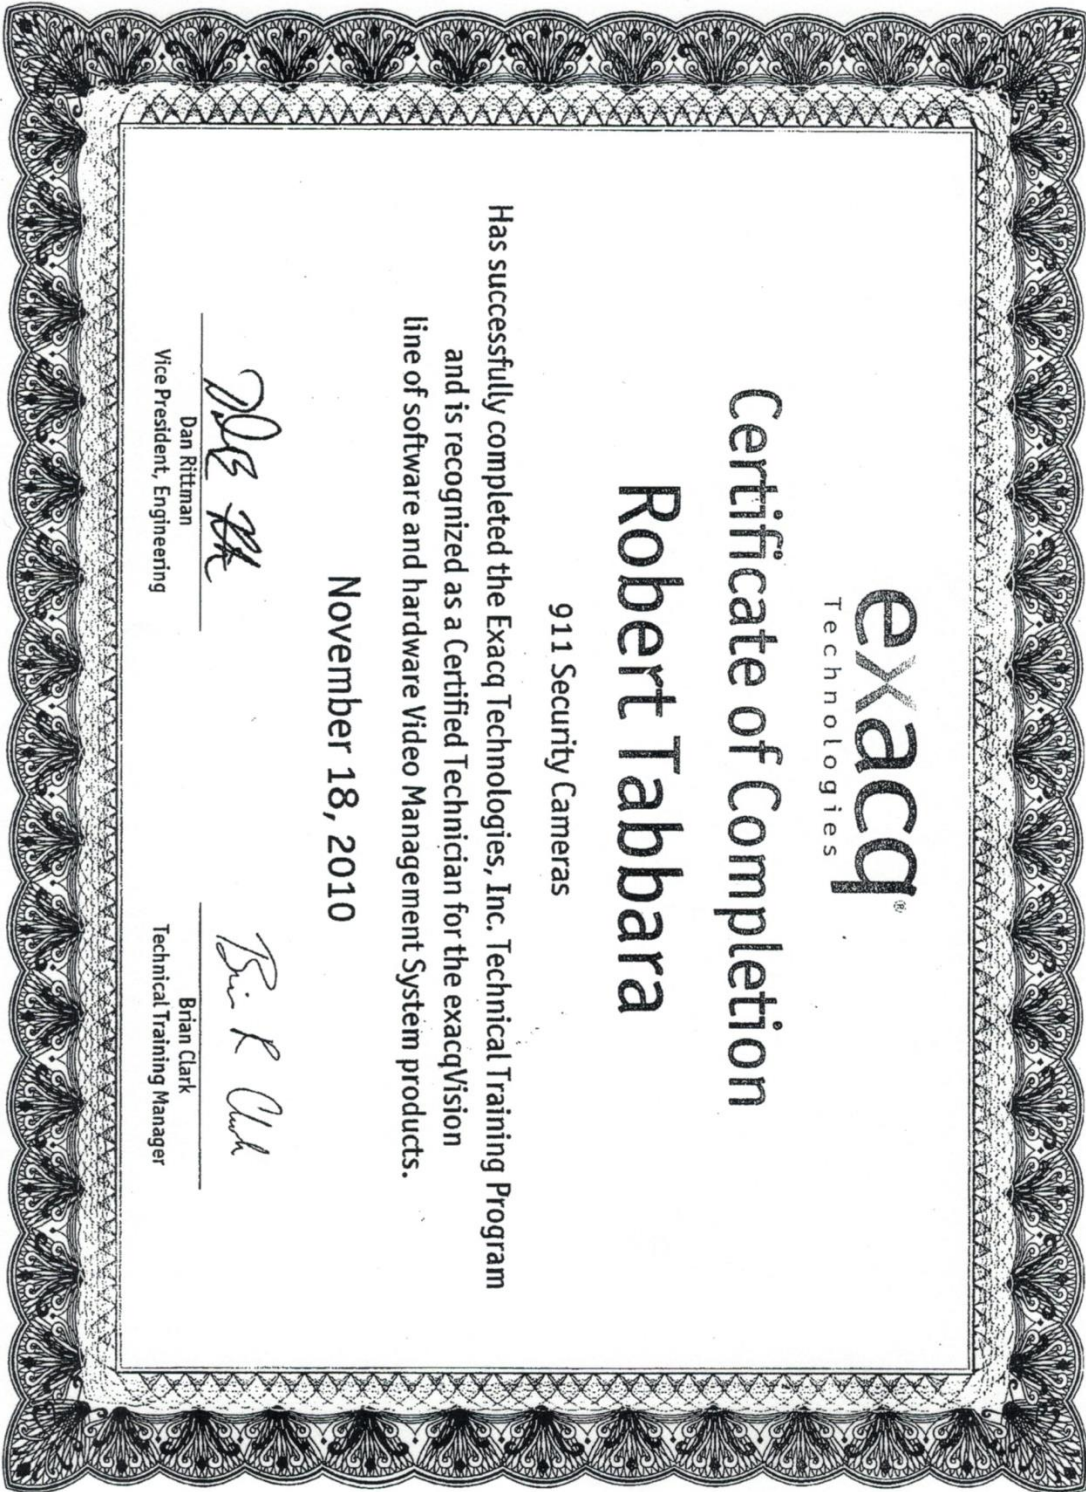 exacq®
Technologies
Certificate of Completion
Robert Tabbara
911 Security Cameras
Has successfully completed the Exacq Technologies, Inc. Technical Training Program
and is recognized as a Certified Technician for the exacqVision
line of software and hardware Video Management System products.
November 18, 2010
Brian R Clark
Dan Rittman
Vice President, Engineering
Brian Clark
Technical Training Manager